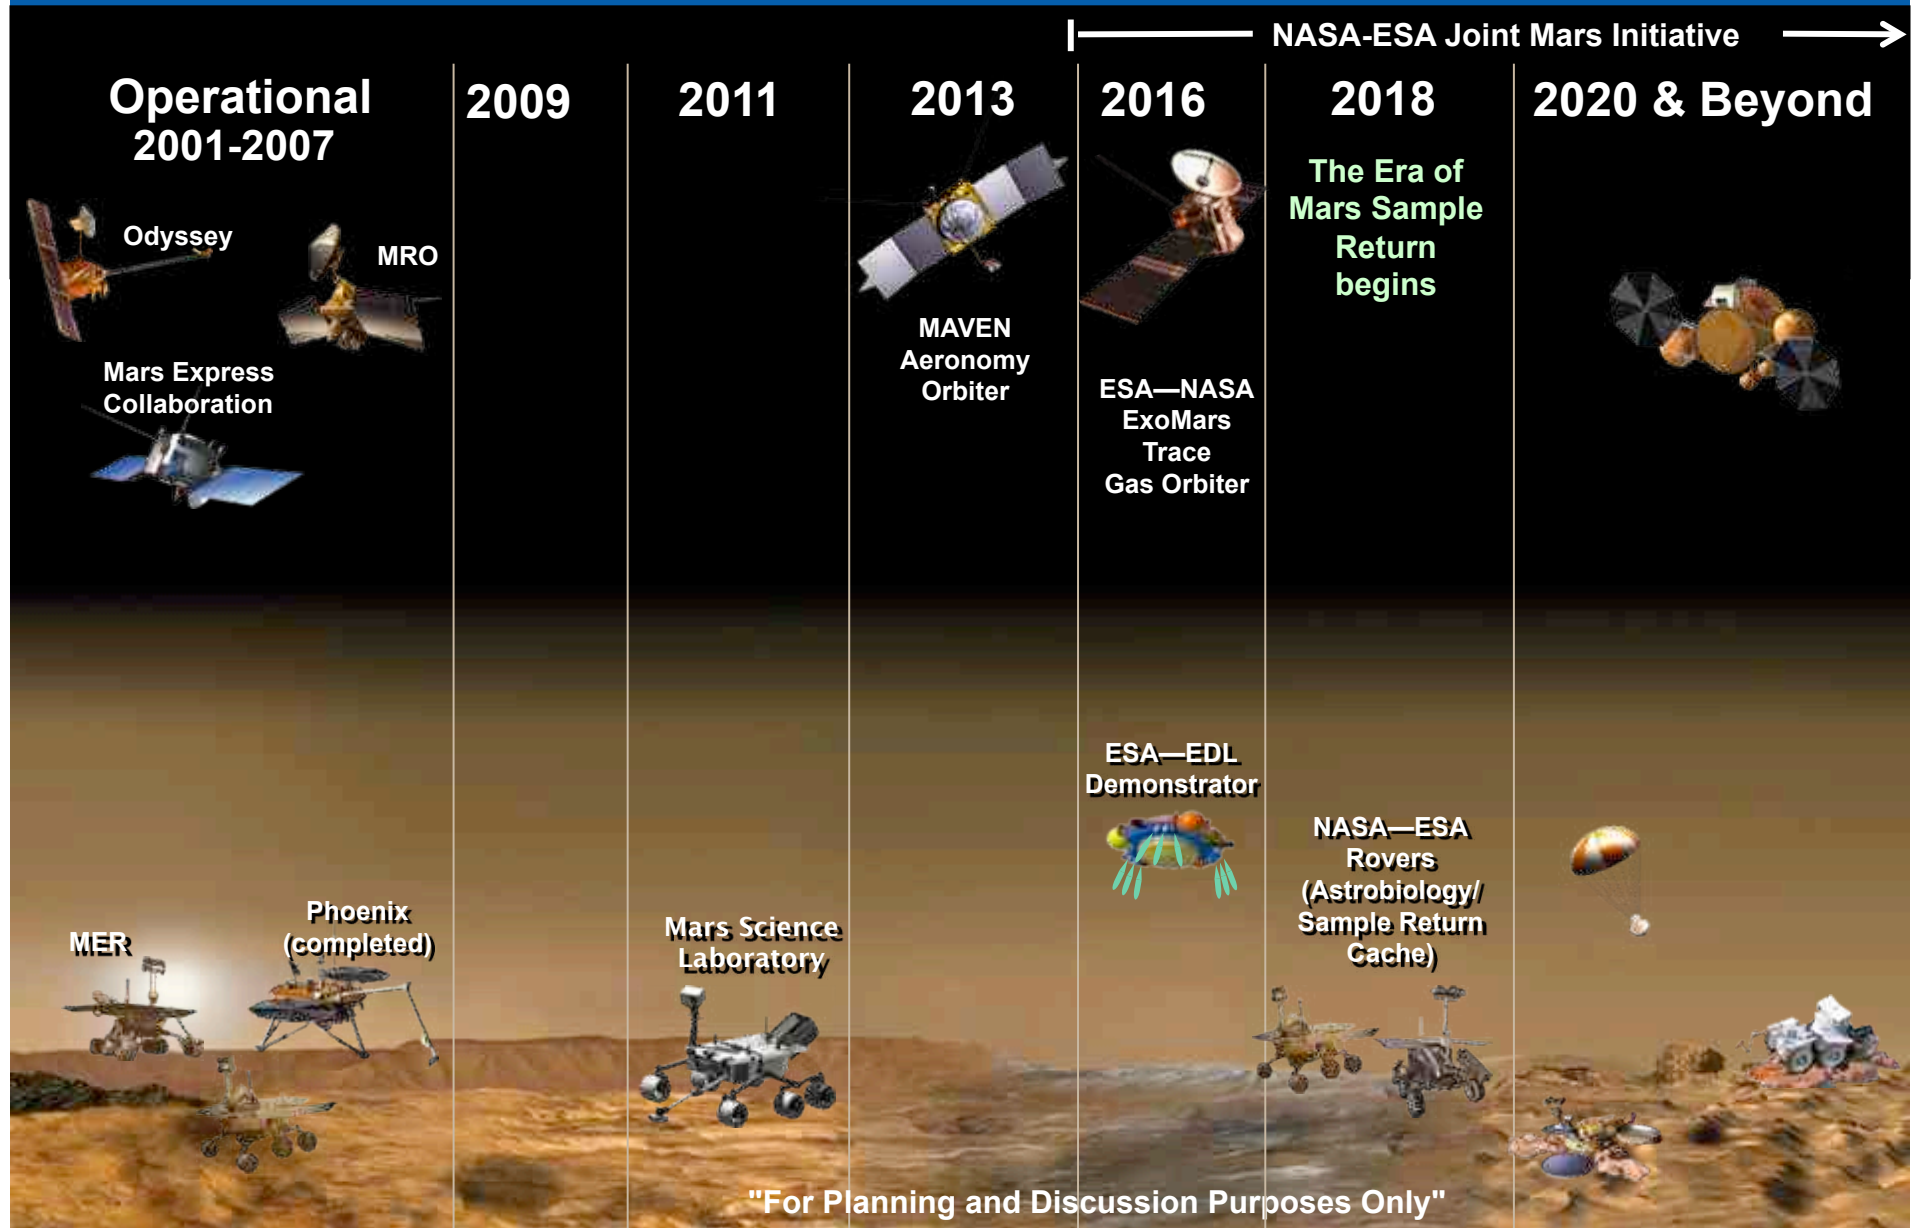 NASA-ESA Joint Mars Initiative
Operational
2001-2007
2009
2011
2013
2016
2018
2020 & Beyond
The Era of
Mars Sample
Return
begins
Odyssey
MRO
Mars Express
Collaboration
MAVEN
Aeronomy
Orbiter
ESA—NASA
ExoMars
Trace
Gas Orbiter
ESA—EDL
Demonstrator
NASA—ESA
Rovers
(Astrobiology/
Sample Return
Cache)
MER
Phoenix
(completed)
Mars Science
Laboratory
"For Planning and Discussion Purposes Only"